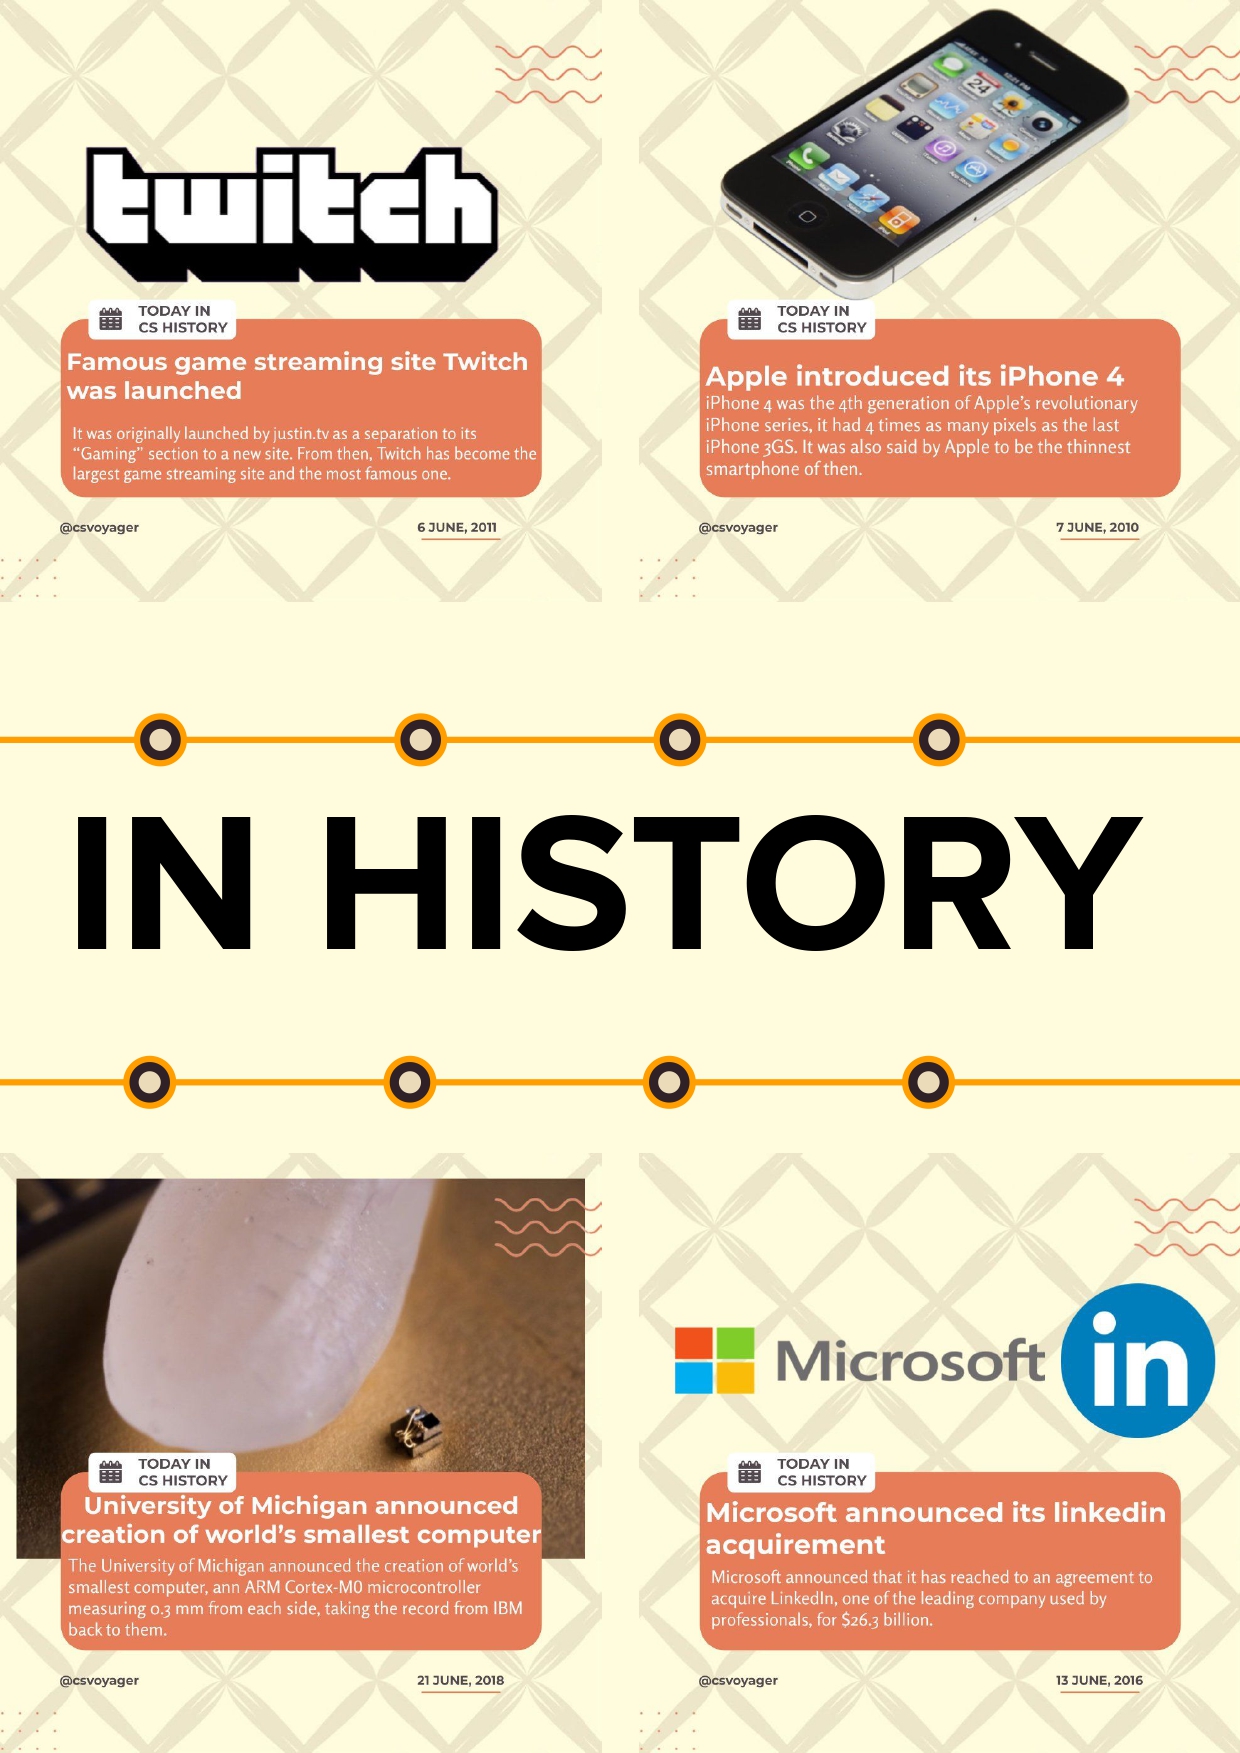 twitch
TODAY IN
CS HISTORY
Famous game streaming site Twitch
was launched
It was originally launched by justin.tv as a separation to its
“Gaming” section to a new site. From then, Twitch has become the
largest game streaming site and the most famous one.
@csvoyager
6 JUNE, 2011
TODAY IN
CS HISTORY
Apple introduced its iPhone 4
iPhone 4 was the 4th generation of Apple’s revolutionary
iPhone series, it had 4 times as many pixels as the last
iPhone 3GS. It was also said by Apple to be the thinnest
smartphone of then.
@csvoyager
7 JUNE, 2010
IN HISTORY
TODAY IN
CS HISTORY
University of Michigan announced
creation of world’s smallest computer
The University of Michigan announced the creation of world’s
smallest computer, ann ARM Cortex-M0 microcontroller
measuring 0.3 mm from each side, taking the record from IBM
back to them.
@csvoyager
21 JUNE, 2018
Microsoft
in
TODAY IN
CS HISTORY
Microsoft announced its linkedin
acquirement
Microsoft announced that it has reached to an agreement to
acquire LinkedIn, one of the leading company used by
professionals, for $26.3 billion.
@csvoyager
13 JUNE, 2016